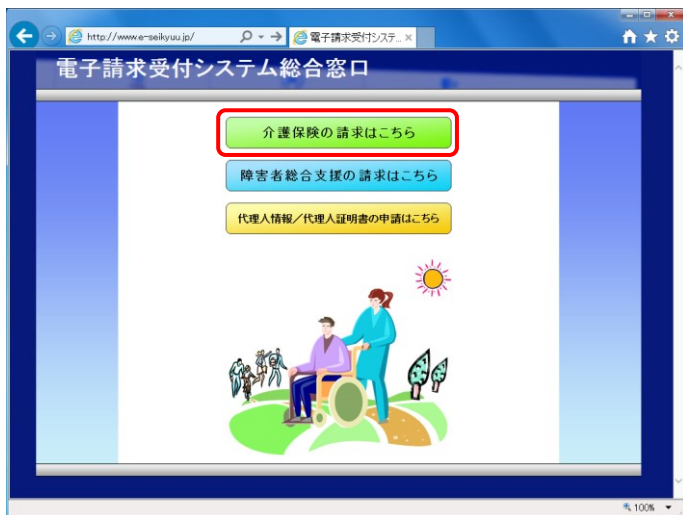 http://www.e-seikyuu.jp/
電子請求受付システ...
電子請求受付システム総合窓口
介護保険の請求はこちら
障害者総合支援の請求はこちら
代理人情報/代理人証明書の申請はこちら
100%